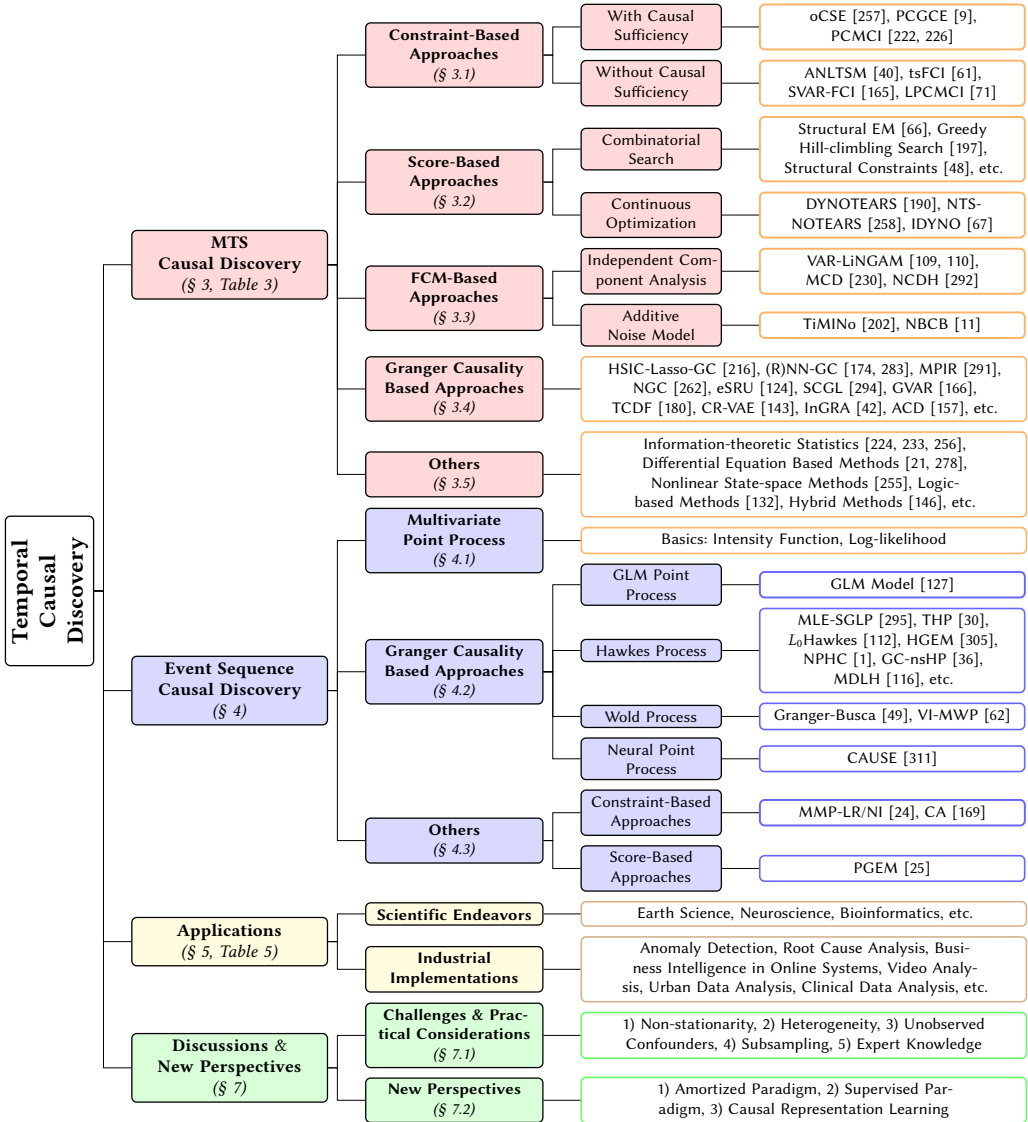 Temporal
Causal
Discovery
MTS
Causal Discovery
(§ 3, Table 3)
Constraint-Based
Approaches
(§ 3.1)
With Causal
Sufficiency
oCSE [257], PCGCE [9],
PCMCI [222, 226]
Without Causal
Sufficiency
ANLTSM [40], tsFCI [61],
SVAR-FCI [165], LPCMCI [71]
Score-Based
Approaches
(§ 3.2)
Combinatorial
Search
Structural EM [66], Greedy
Hill-climbling Search [197],
Structural Constraints [48], etc.
Continuous
Optimization
DYNOTEARS [190], NTS-
NOTEARS [258], IDYNO [67]
FCM-Based
Approaches
(§ 3.3)
Independent Com-
ponent Analysis
VAR-LiNGAM [109, 110],
MCD [230], NCDH [292]
Additive
Noise Model
TiMINo [202], NBCB [11]
Granger Causality
Based Approaches
(§ 3.4)
HSIC-Lasso-GC [216], (R)NN-GC [174, 283], MPIR [291],
NGC [262], eSRU [124], SCGL [294], GVAR [166],
TCDF [180], CR-VAE [143], InGRA [42], ACD [157], etc.
Others
(§ 3.5)
Information-theoretic Statistics [224, 233, 256],
Differential Equation Based Methods [21, 278],
Nonlinear State-space Methods [255], Logic-
based Methods [132], Hybrid Methods [146], etc.
Event Sequence
Causal Discovery
(§ 4)
Multivariate
Point Process
(§ 4.1)
Basics: Intensity Function, Log-likelihood
Granger Causality
Based Approaches
(§ 4.2)
GLM Point
Process
GLM Model [127]
Hawkes Process
MLE-SGLP [295], THP [30],
L₀Hawkes [112], HGEM [305],
NPHC [1], GC-nsHP [36],
MDLH [116], etc.
Wold Process
Granger-Busca [49], VI-MWP [62]
Neural Point
Process
CAUSE [311]
Others
(§ 4.3)
Constraint-Based
Approaches
MMP-LR/NI [24], CA [169]
Score-Based
Approaches
PGEM [25]
Applications
(§ 5, Table 5)
Scientific Endeavors
Earth Science, Neuroscience, Bioinformatics, etc.
Industrial
Implementations
Anomaly Detection, Root Cause Analysis, Busi-
ness Intelligence in Online Systems, Video Analy-
sis, Urban Data Analysis, Clinical Data Analysis, etc.
Discussions &
New Perspectives
(§ 7)
Challenges & Prac-
tical Considerations
(§ 7.1)
1) Non-stationarity, 2) Heterogeneity, 3) Unobserved
Confounders, 4) Subsampling, 5) Expert Knowledge
New Perspectives
(§ 7.2)
1) Amortized Paradigm, 2) Supervised Par-
adigm, 3) Causal Representation Learning